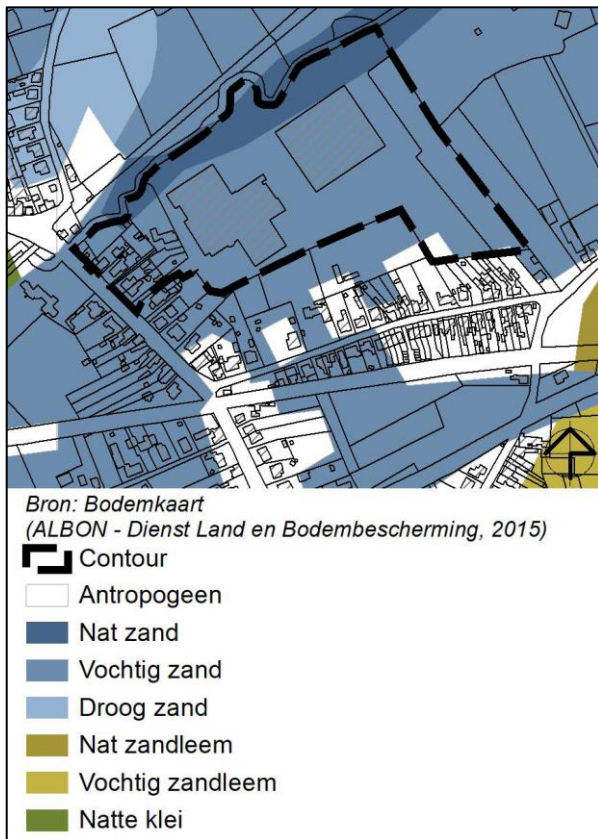 Bron: Bodemkaart
(ALBON - Dienst Land en Bodembescherming, 2015)
Contour
Antropogeen
Nat zand
Vochtig zand
Droog zand
Nat zandleem
Vochtig zandleem
Natte klei